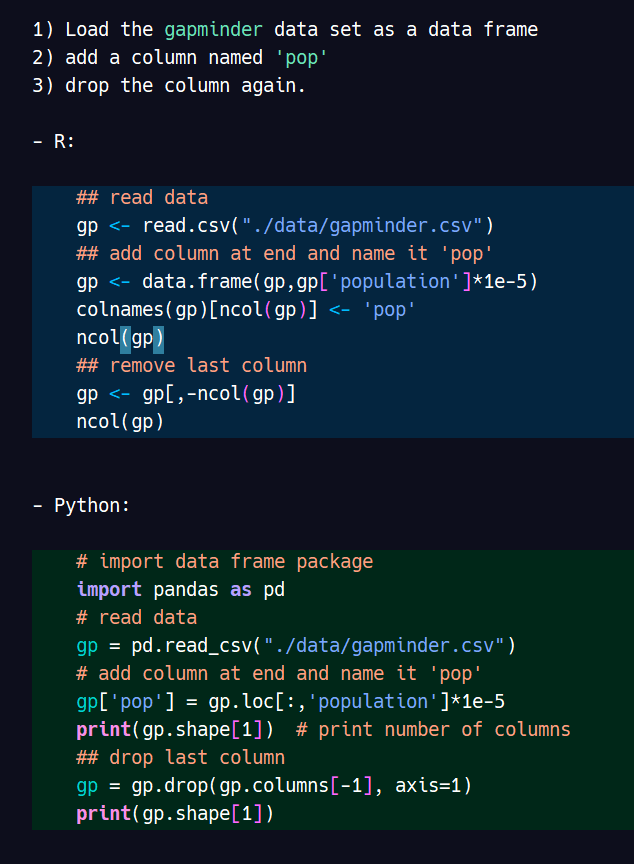 1) Load the gapminder data set as a data frame
2) add a column named 'pop'
3) drop the column again.
- R:
## read data
gp <- read.csv("./data/gapminder.csv")
## add column at end and name it 'pop'
gp <- data.frame(gp,gp['population']*1e-5)
colnames(gp)[ncol(gp)] <- 'pop'
ncol(gp)
## remove last column
gp <- gp[,-ncol(gp)]
ncol(gp)
- Python:
# import data frame package
import pandas as pd
# read data
gp = pd.read_csv("./data/gapminder.csv")
# add column at end and name it 'pop'
gp['pop'] = gp.loc[:,'population']*1e-5
print(gp.shape[1])  # print number of columns
## drop last column
gp = gp.drop(gp.columns[-1], axis=1)
print(gp.shape[1])